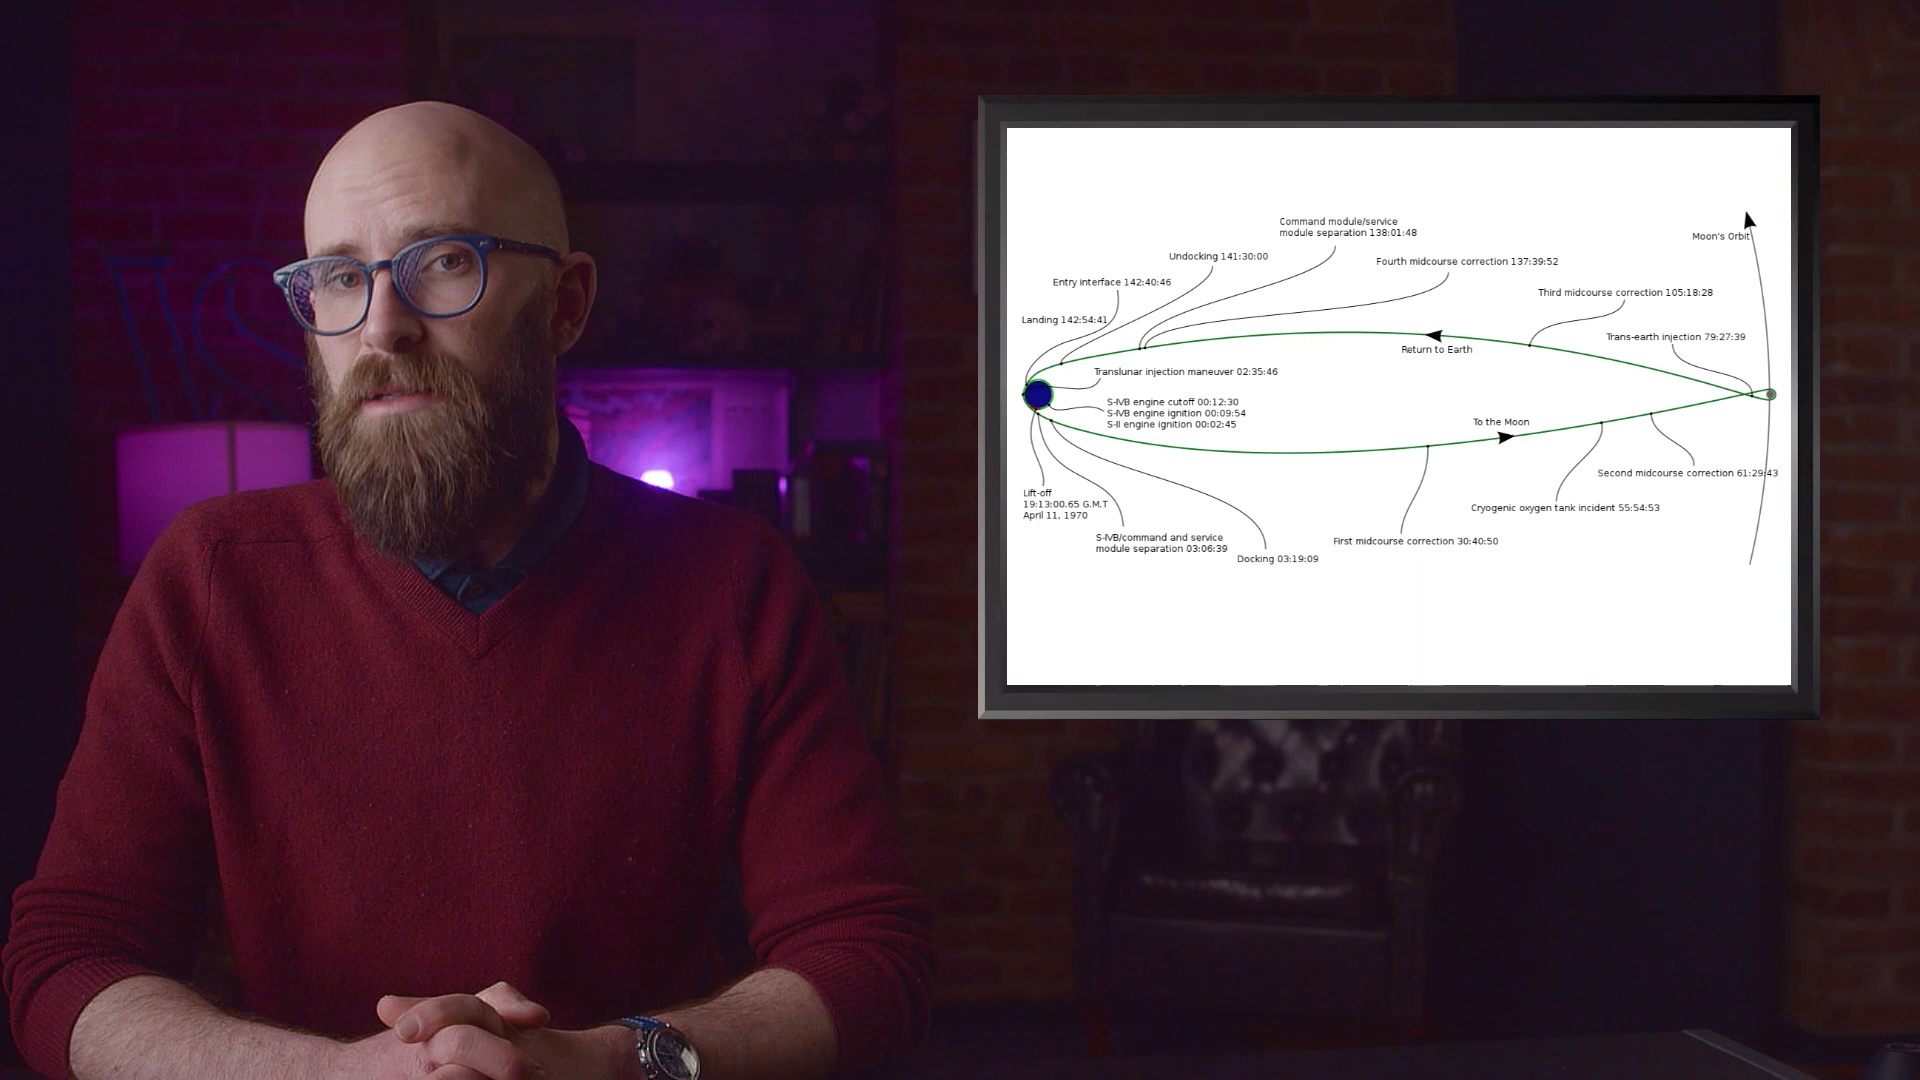 Command module/service
module separation 138:01:48
Moon's Orbit
Undocking 141:30:00
Fourth midcourse correction 137:39:52
Entry interface 142:40:46
Third midcourse correction 105:18:28
Landing 142:54:41
Trans-earth injection 79:27:39
Return to Earth
Translunar injection maneuver 02:35:46
S-IVB engine cutoff 00:12:30
S-IVB engine ignition 00:09:54
S-II engine ignition 00:02:45
To the Moon
Second midcourse correction 61:29:43
Lift-off
19:13:00.65 G.M.T
April 11, 1970
Cryogenic oxygen tank incident 55:54:53
S-IVB/command and service
module separation 03:06:39
First midcourse correction 30:40:50
Docking 03:19:09